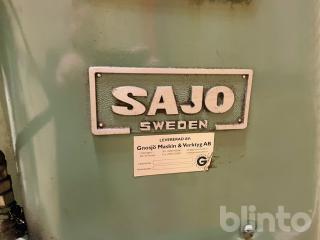 SAJO
SWEDEN
LEVERERAD AV:
Gnosjö Maskin & Verktyg AB
G
blinto